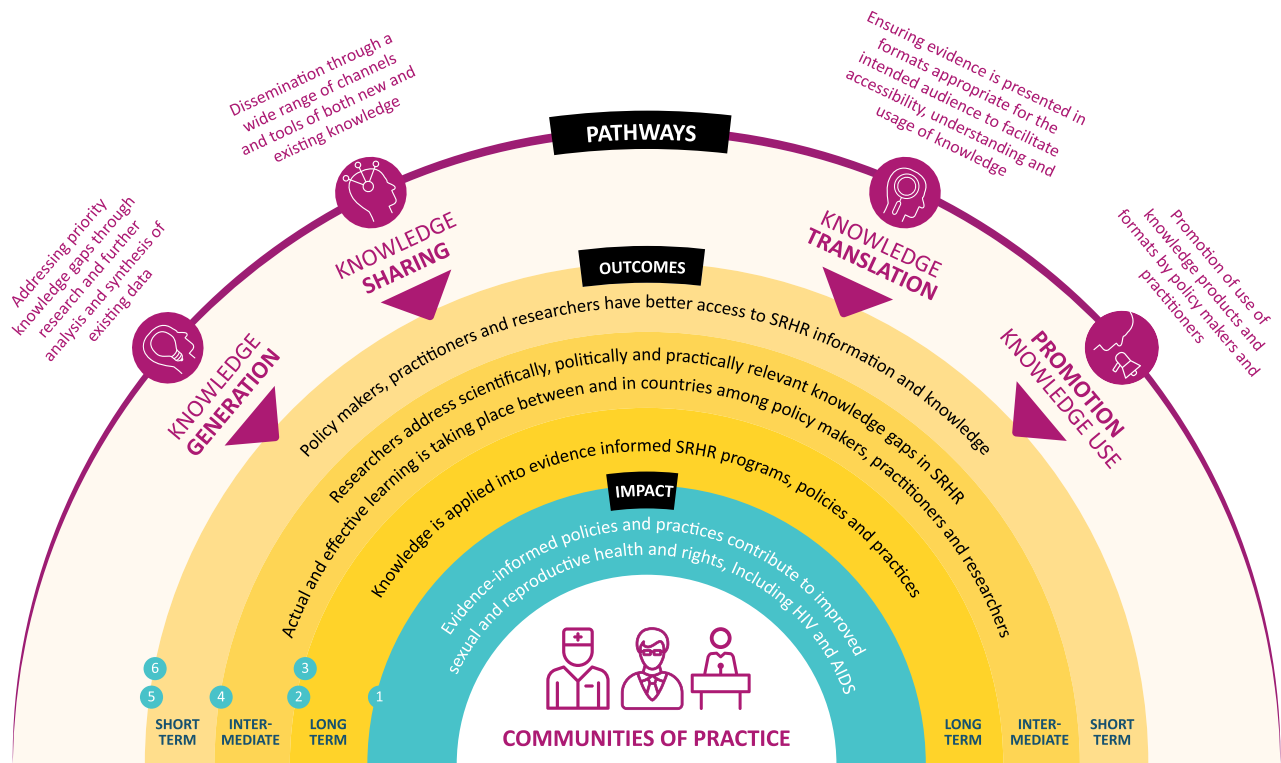 PATHWAYS
Addressing priority
knowledge gaps through
research and further
analysis and synthesis of
existing data
KNOWLEDGE
GENERATION
Dissemination through a
wide range of channels
and tools of both new and
existing knowledge
KNOWLEDGE
SHARING
Ensuring evidence is presented in
formats appropriate for the
intended audience to facilitate
accessibility, understanding and
usage of knowledge
KNOWLEDGE
TRANSLATION
Promotion of use of
knowledge products and
formats by policy makers and
practitioners
PROMOTION
KNOWLEDGE USE
OUTCOMES
Policy makers, practitioners and researchers have better access to SRHR information and knowledge
Researchers address scientifically, politically and practically relevant knowledge gaps in SRHR
Actual and effective learning is taking place between and in countries among policy makers, practitioners and researchers
Knowledge is applied into evidence informed SRHR programs, policies and practices
IMPACT
Evidence-informed policies and practices contribute to improved
sexual and reproductive health and rights, Including HIV and AIDS
6
3
5
4
2
1
SHORT
TERM
INTER-
MEDIATE
LONG
TERM
COMMUNITIES OF PRACTICE
LONG
TERM
INTER-
MEDIATE
SHORT
TERM